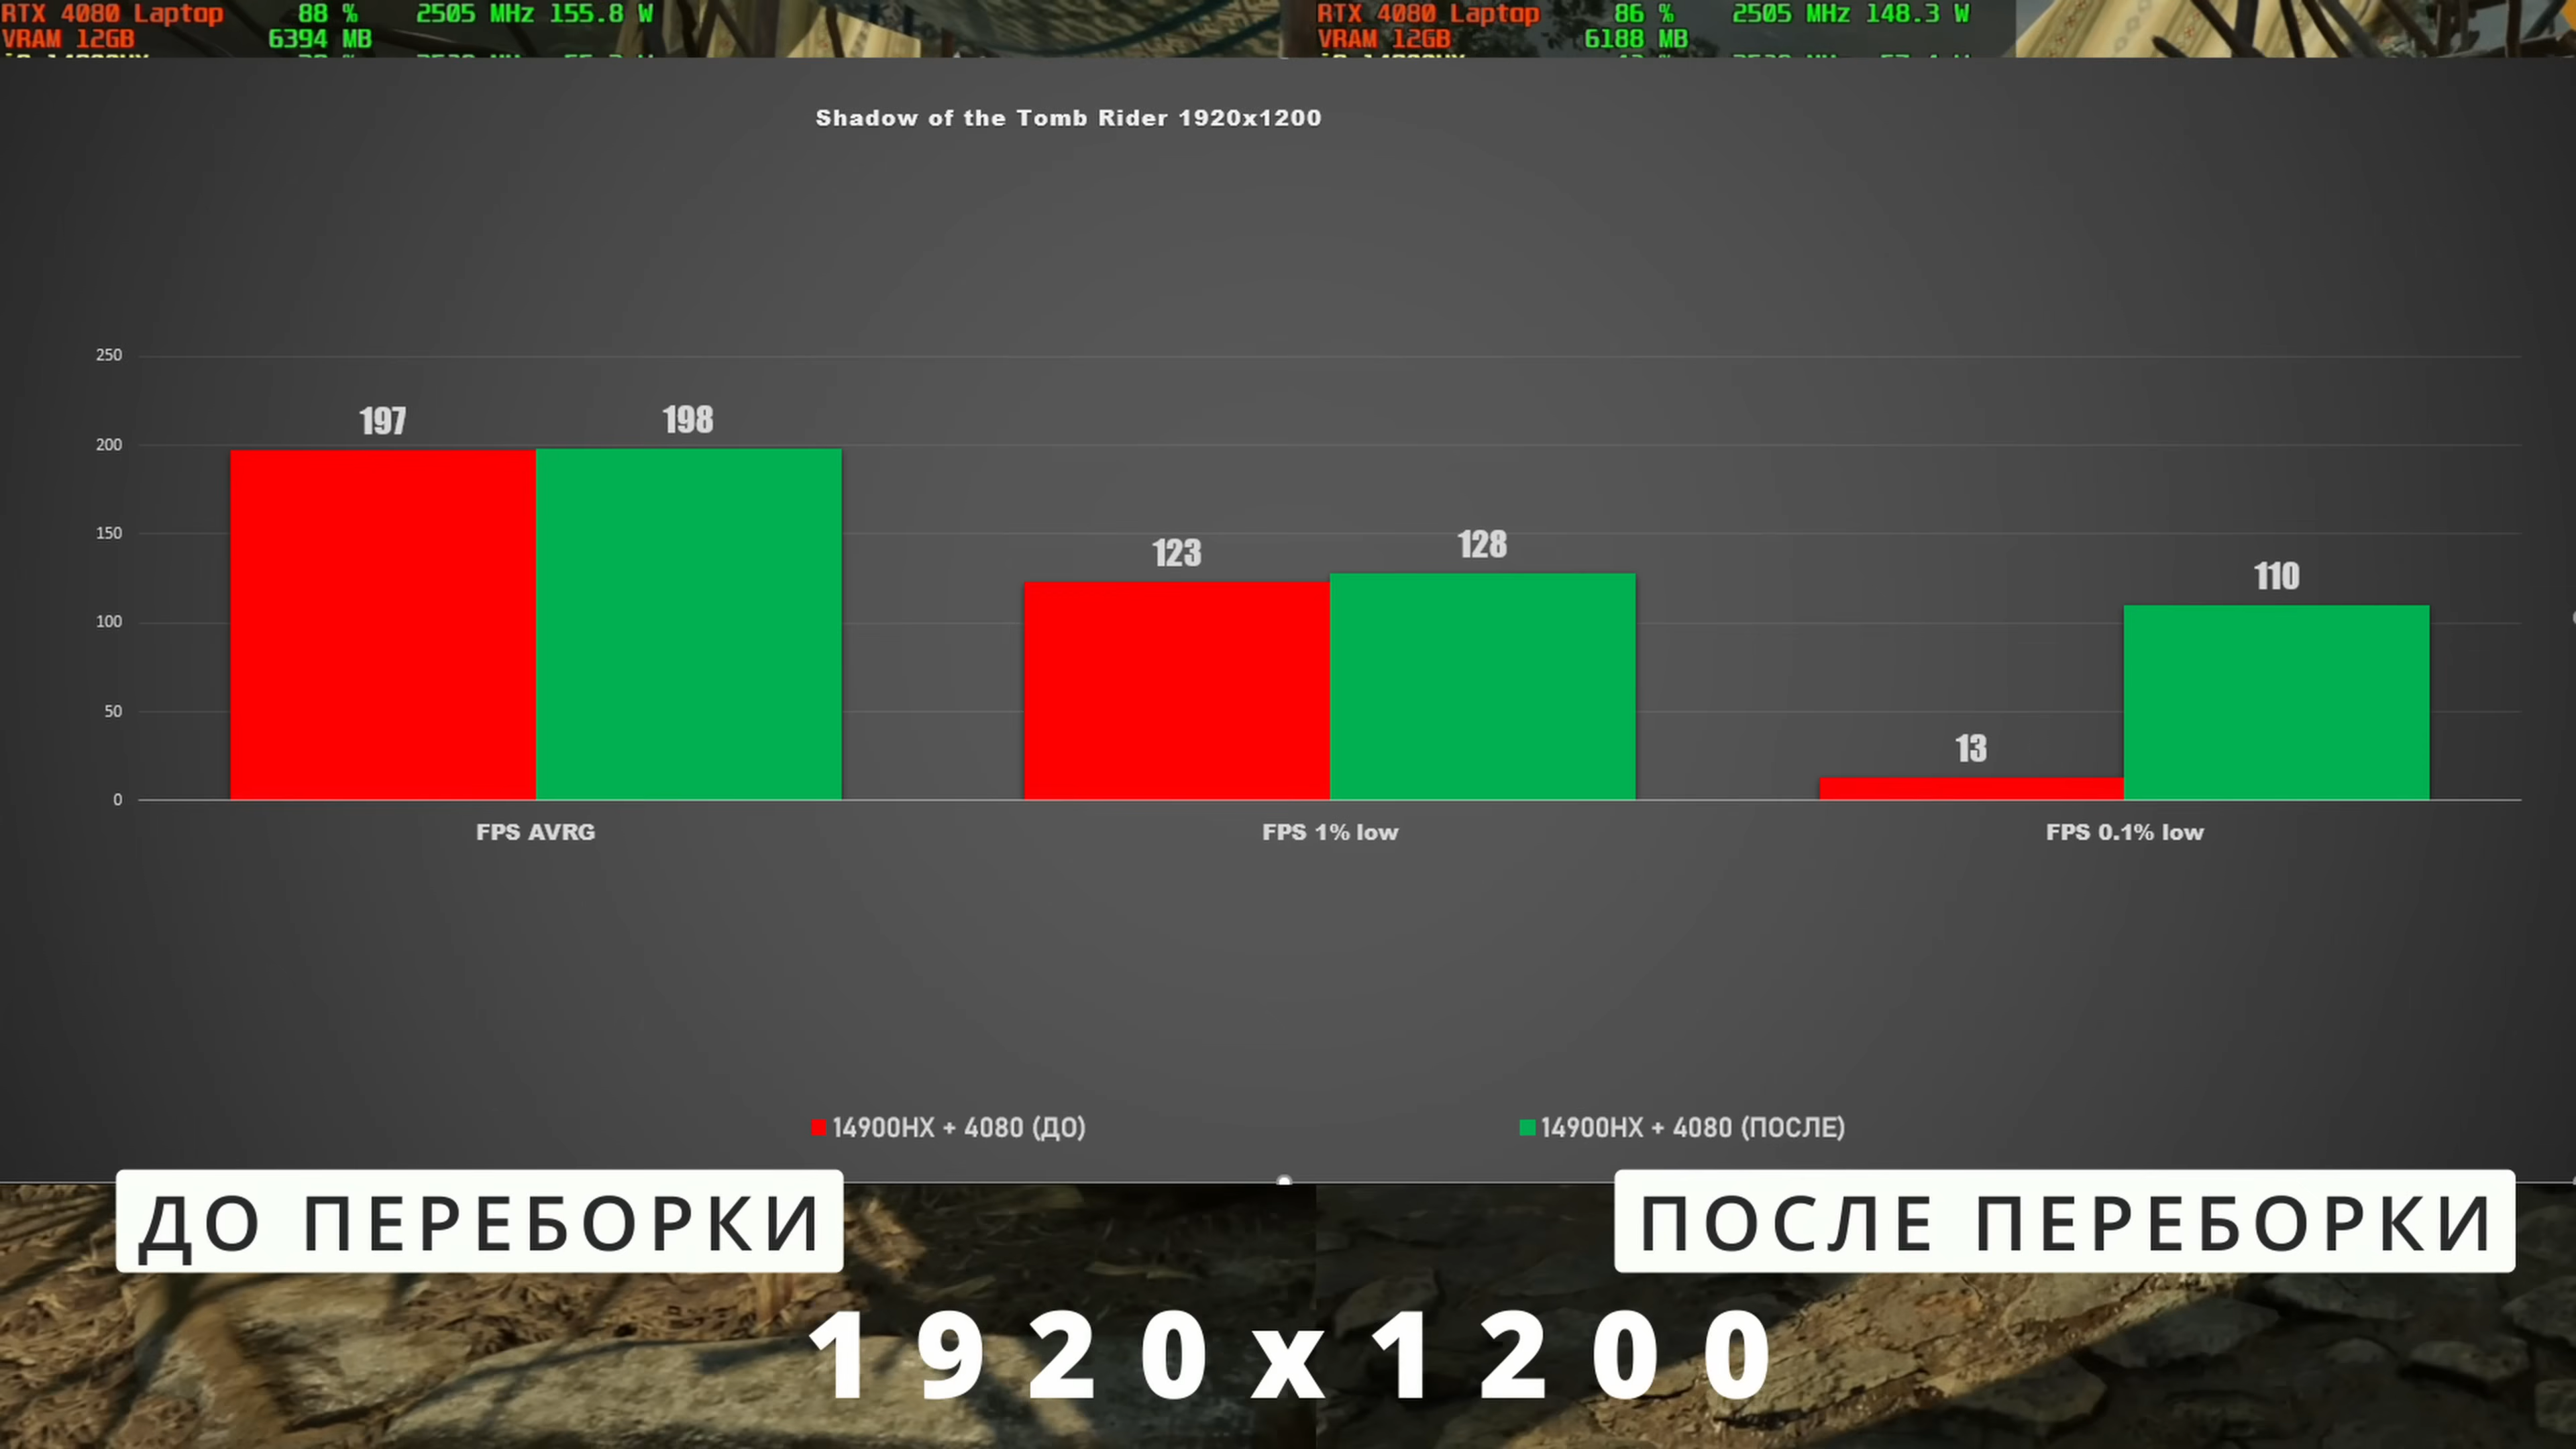 RTX 4080 Laptop 88 % 2505 MHz 155.8 W
VRAM 12GB 6394 MB
RTX 4080 Laptop 86 % 2505 MHz 148.3 W
VRAM 12GB 6188 MB
Shadow of the Tomb Rider 1920x1200
250
200
150
100
50
0
197
198
123
128
13
110
FPS AVRG
FPS 1% low
FPS 0.1% low
14900HX + 4080 (ДО)
14900HX + 4080 (ПОСЛЕ)
ДО ПЕРЕБОРКИ
ПОСЛЕ ПЕРЕБОРКИ
1920x1200